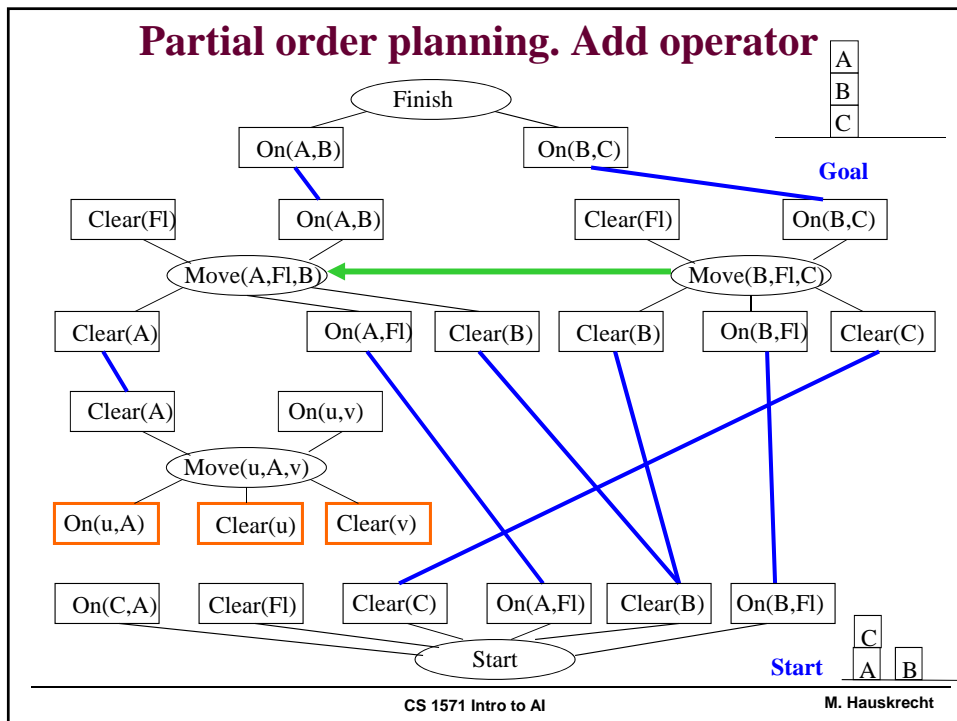 Partial order planning. Add operator
A
B
C
Finish
On(A,B) On(B,C)
Goal
Clear(Fl) On(A,B) Clear(Fl) On(B,C)
Move(A,Fl,B) Move(B,Fl,C)
Clear(A) On(A,Fl) Clear(B) Clear(B) On(B,Fl) Clear(C)
Clear(A) On(u,v)
Move(u,A,v)
On(u,A) Clear(u) Clear(v)
On(C,A) Clear(Fl) Clear(C) On(A,Fl) Clear(B) On(B,Fl)
Start
C
Start A B
CS 1571 Intro to AI M. Hauskrecht